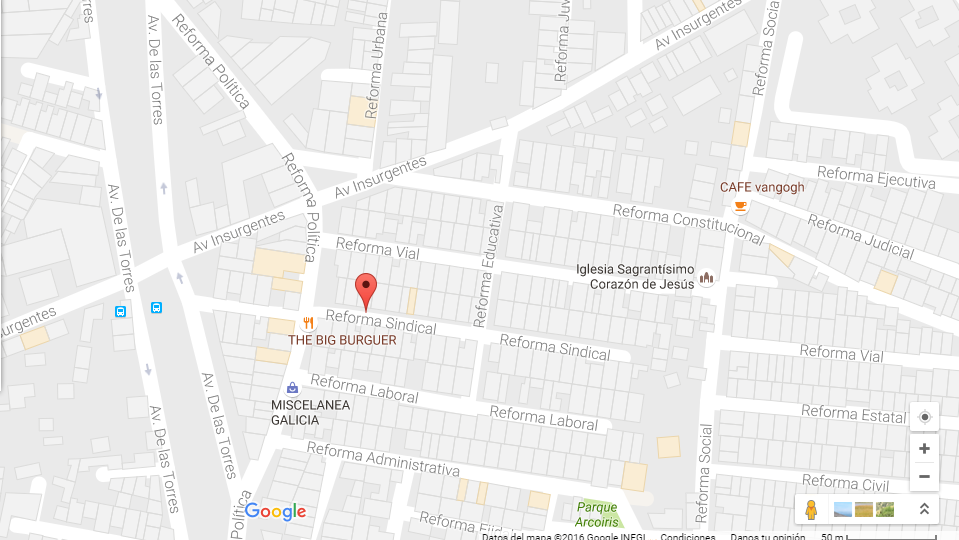 Torres
Av. De las Torres
Reforma Política
Reforma Urbana
Reforma
Av Insurgentes
Reforma Social
Reforma Política
Av Insurgentes
Reforma Ejecutiva
CAFE vangogh
Av. De las Torres
Reforma Constitucional
Reforma Judicial
Av Insurgentes
Reforma Vial
Reforma Educativa
Iglesia Sagrantísimo
Corazón de Jesús
Insurgentes
Reforma Sindical
THE BIG BURGUER
Reforma Sindical
Reforma Vial
Reforma Laboral
MISCELANEA
GALICIA
Av. De las Torres
Av. De las Torres
Reforma Laboral
Reforma Estatal
Reforma Social
Reforma Administrativa
Reforma Civil
Política
Google
Parque
Arcoiris
Reforma
Datos del mapa ©2016 Google, INEGI
Condiciones
Danos tu opinión
50 m